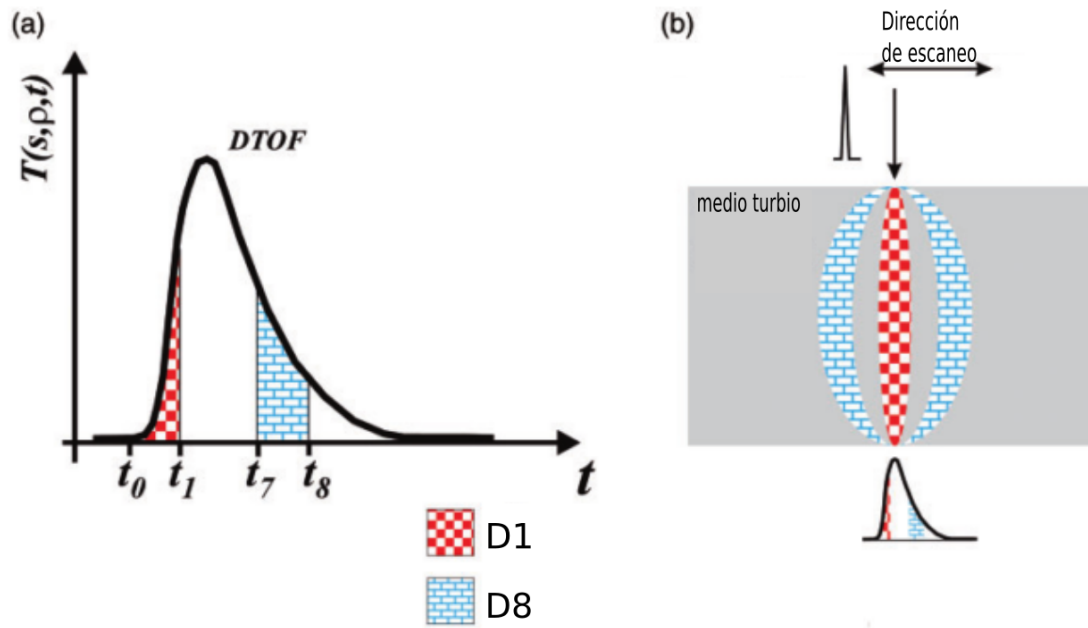 (a)
T(s,ρ,t)
DTOF
t0 t1 t7 t8 t
D1
D8
(b)
Dirección
de escaneo
medio turbio